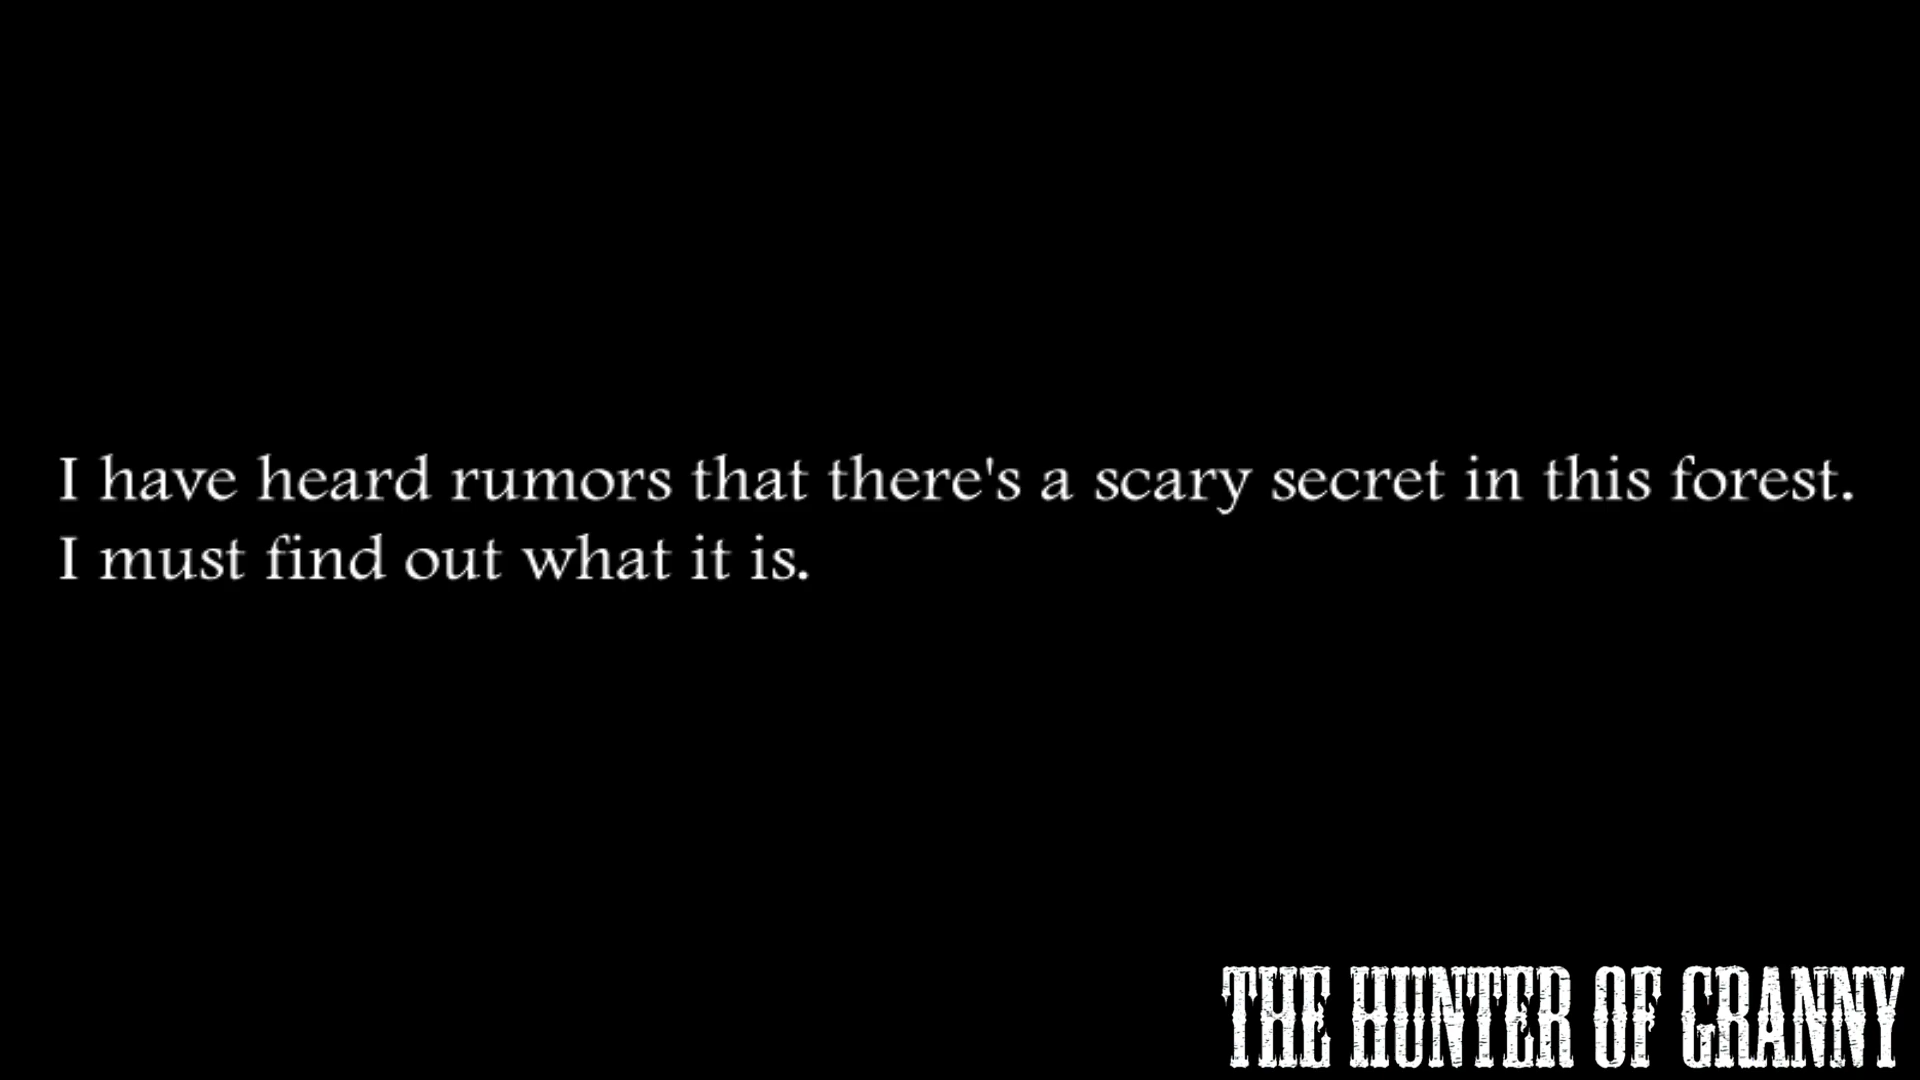 I have heard rumors that there's a scary secret in this forest.
I must find out what it is.
THE HUNTER OF GRANNY